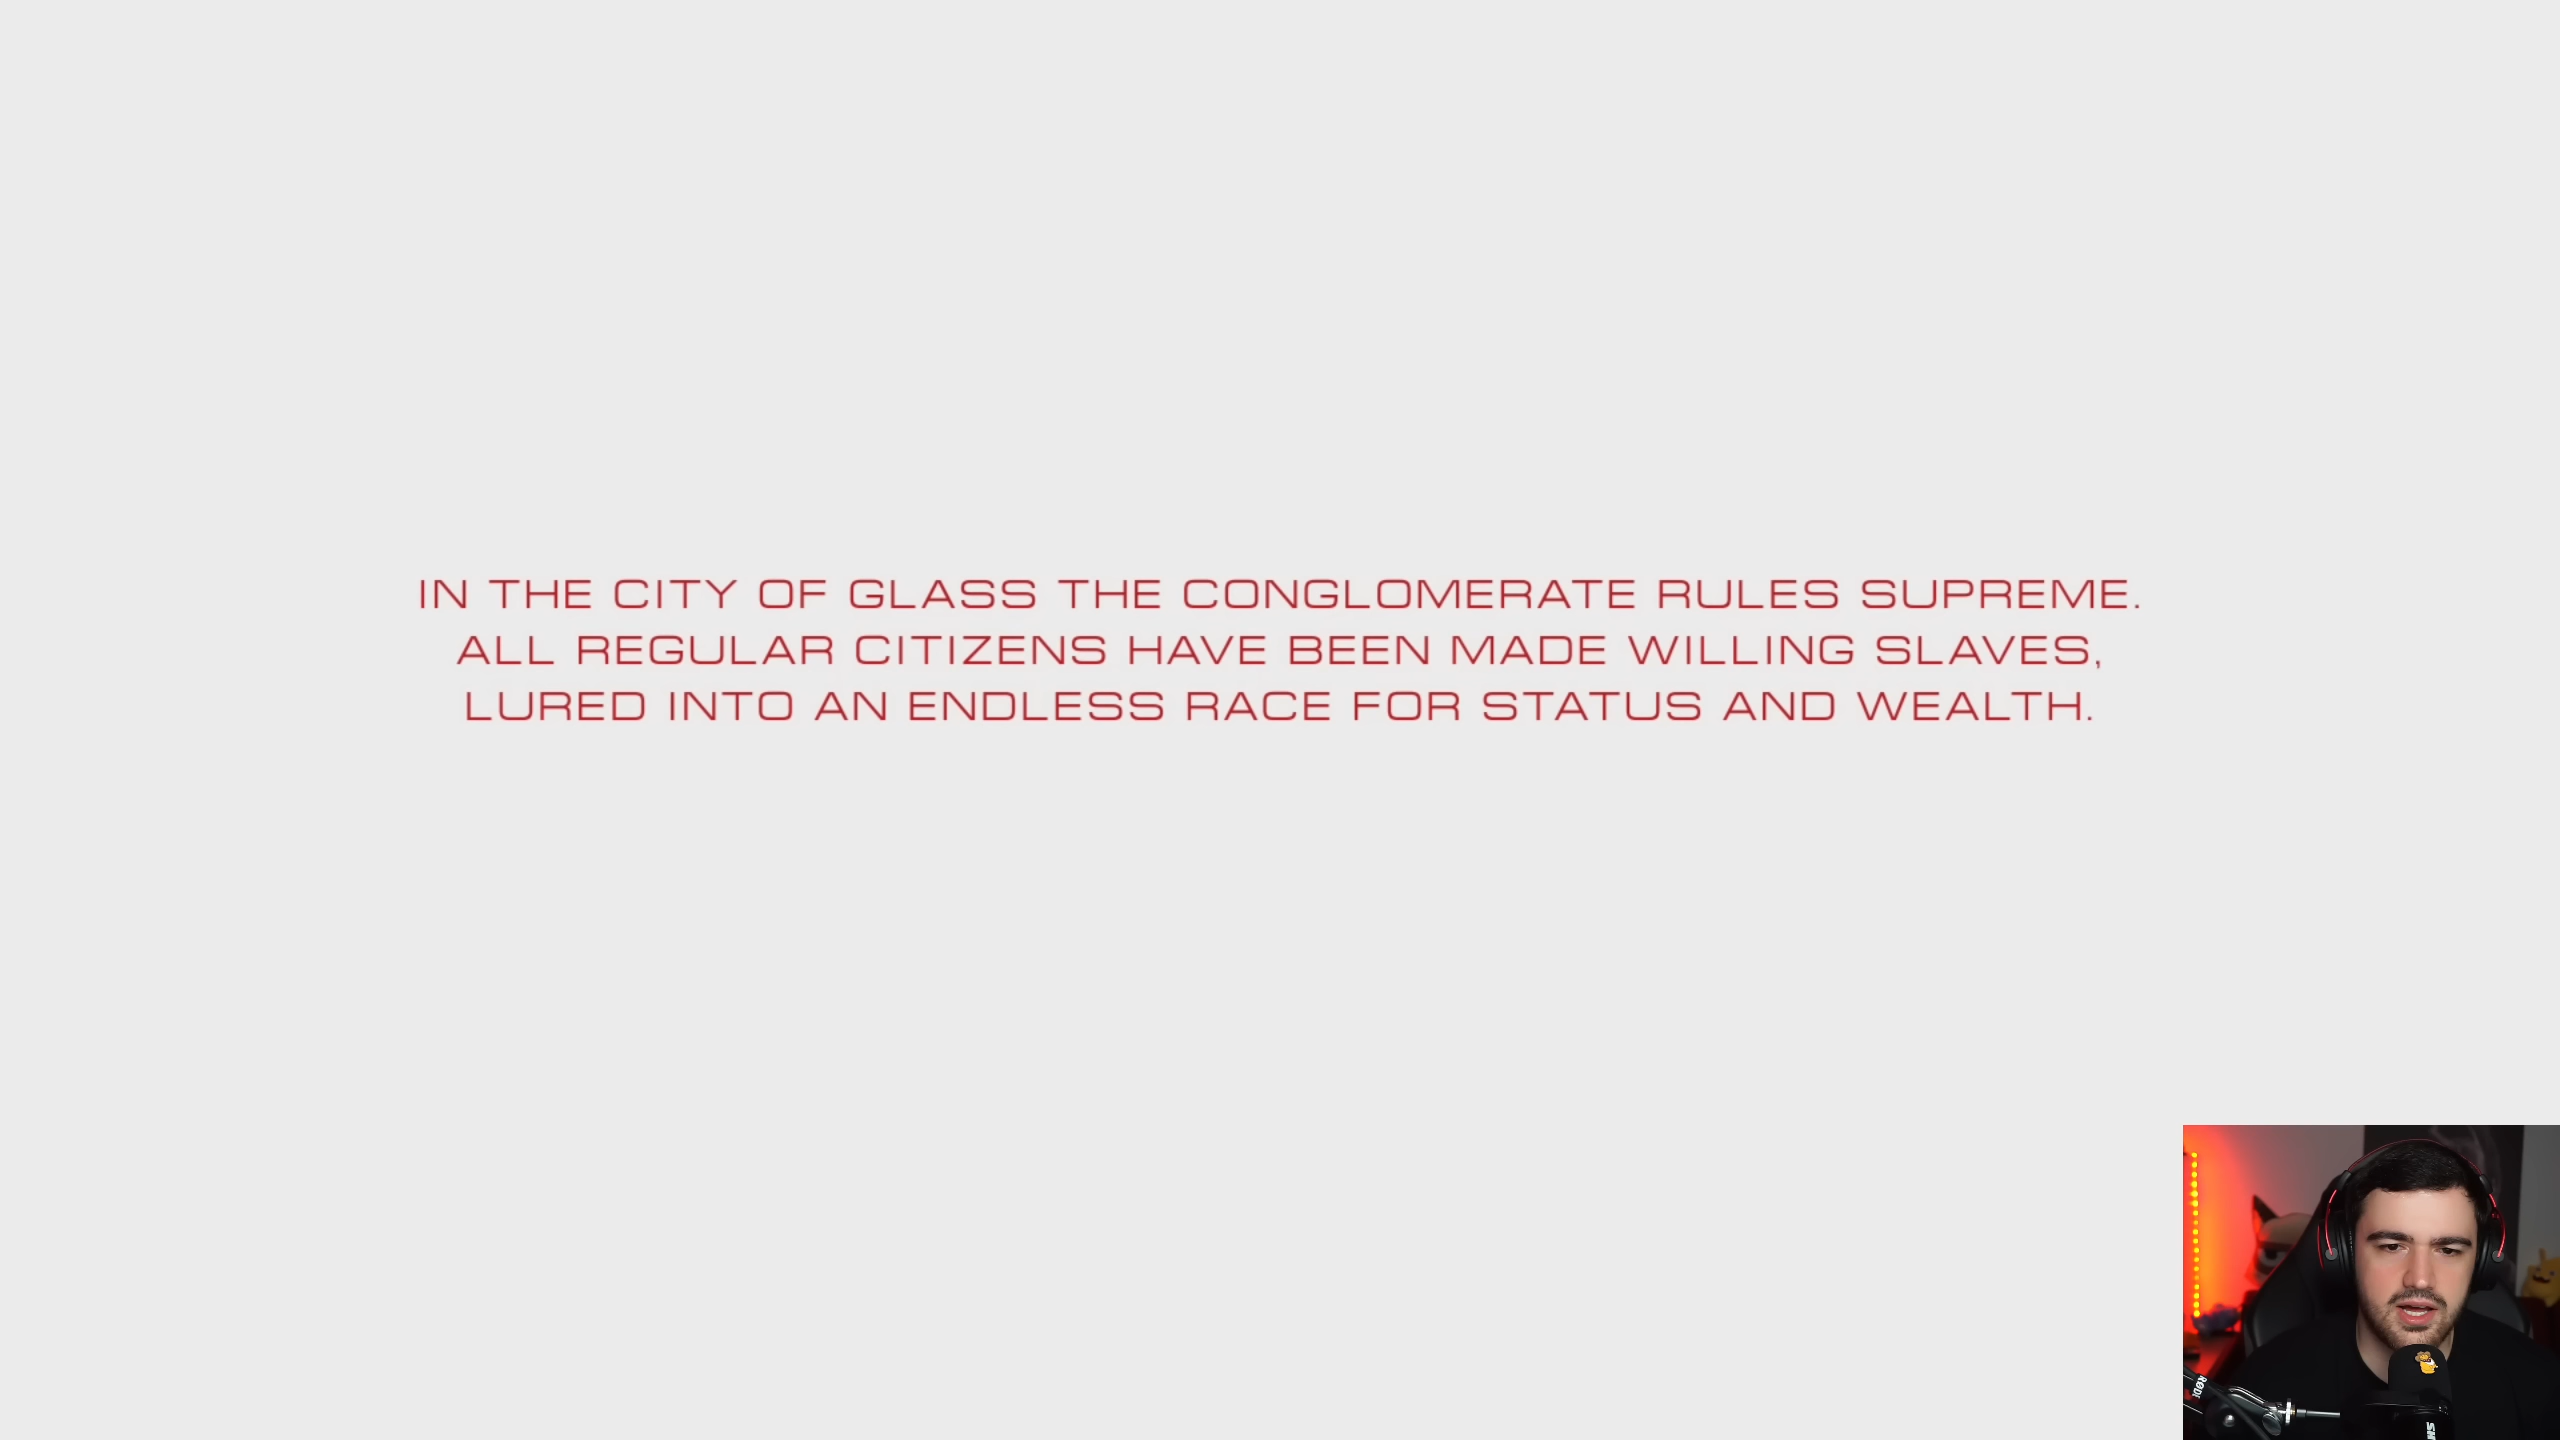 IN THE CITY OF GLASS THE CONGLOMERATE RULES SUPREME.
ALL REGULAR CITIZENS HAVE BEEN MADE WILLING SLAVES,
LURED INTO AN ENDLESS RACE FOR STATUS AND WEALTH.
RØDE